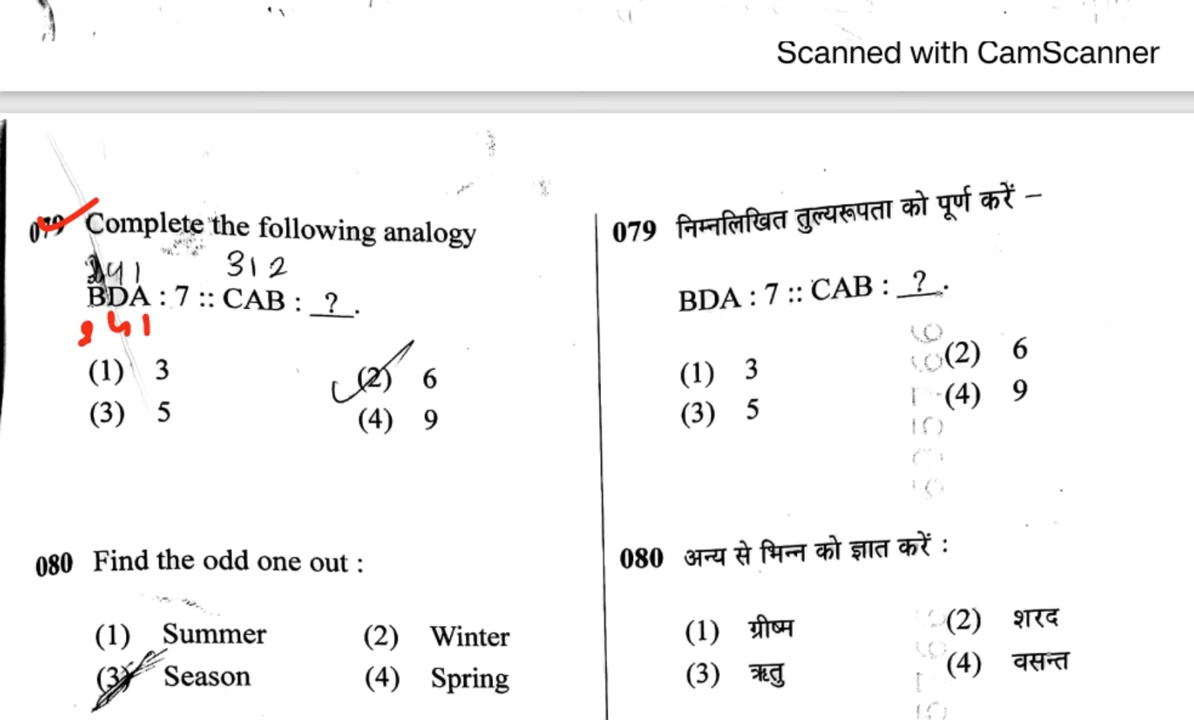 Scanned with CamScanner
079 Complete the following analogy
241 312
BDA : 7 :: CAB : ?.
241
(1) 3
(2) 6
(3) 5
(4) 9
080 Find the odd one out :
(1) Summer
(2) Winter
(3) Season
(4) Spring
079 निम्नलिखित तुल्यरूपता को पूर्ण करें –
BDA : 7 :: CAB : ?.
(1) 3
(2) 6
(3) 5
(4) 9
080 अन्य से भिन्न को ज्ञात करें :
(1) ग्रीष्म
(2) शरद
(3) ऋतु
(4) वसन्त